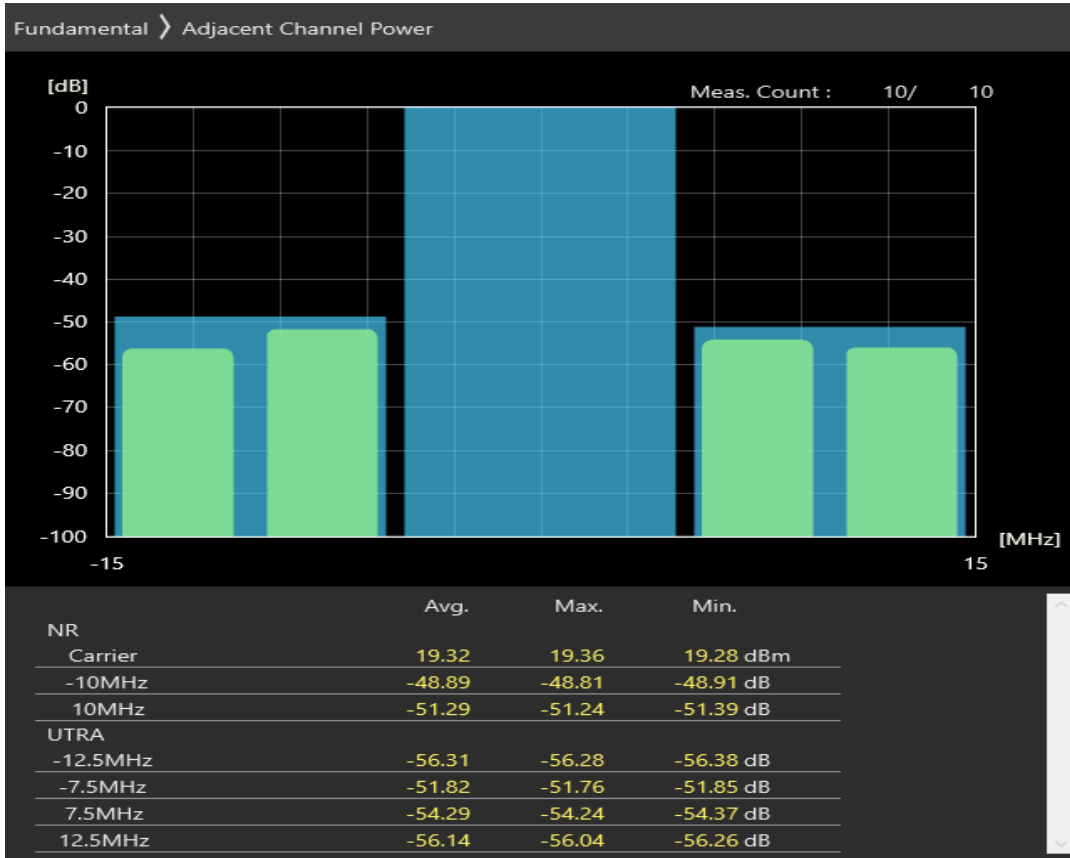 Fundamental 〉 Adjacent Channel Power
[dB]
Meas. Count : 10/ 10
0
-10
-20
-30
-40
-50
-60
-70
-80
-90
-100
[MHz]
-15 15
Avg. Max. Min.
NR
Carrier 19.32 19.36 19.28 dBm
-10MHz -48.89 -48.81 -48.91 dB
10MHz -51.29 -51.24 -51.39 dB
UTRA
-12.5MHz -56.31 -56.28 -56.38 dB
-7.5MHz -51.82 -51.76 -51.85 dB
7.5MHz -54.29 -54.24 -54.37 dB
12.5MHz -56.14 -56.04 -56.26 dB